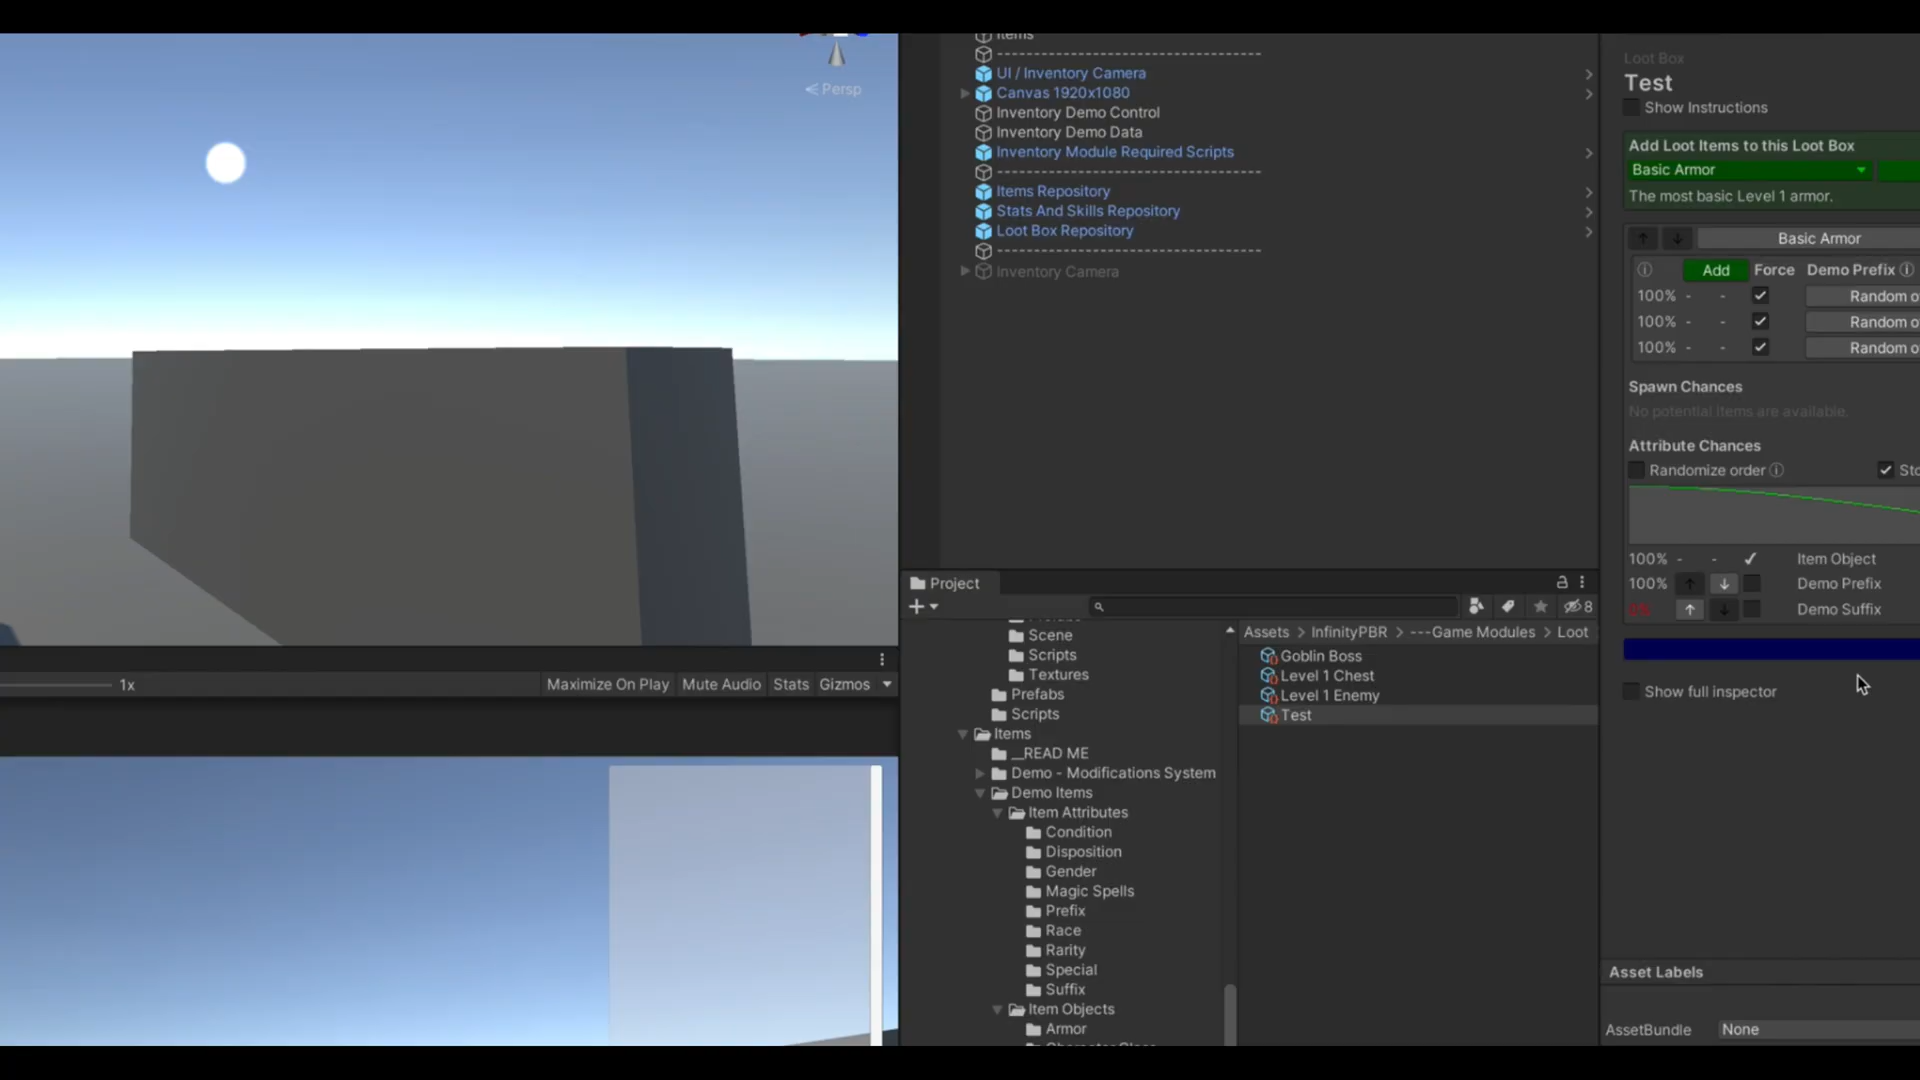 < Persp
1x
Maximize On Play Mute Audio Stats Gizmos
Items
--------------------------------------
UI / Inventory Camera
Canvas 1920x1080
Inventory Demo Control
Inventory Demo Data
Inventory Module Required Scripts
--------------------------------------
Items Repository
Stats And Skills Repository
Loot Box Repository
--------------------------------------
Inventory Camera
Project
8
Scene
Scripts
Textures
Prefabs
Scripts
Items
__READ ME
Demo - Modifications System
Demo Items
Item Attributes
Condition
Disposition
Gender
Magic Spells
Prefix
Race
Rarity
Special
Suffix
Item Objects
Armor
Assets > InfinityPBR > ---Game Modules > Loot
Goblin Boss
Level 1 Chest
Level 1 Enemy
Test
Loot Box
Test
Show Instructions
Add Loot Items to this Loot Box
Basic Armor
The most basic Level 1 armor.
Basic Armor
Add Force Demo Prefix
100% - - Random o
100% - - Random o
100% - - Random o
Spawn Chances
No potential items are available.
Attribute Chances
Randomize order Sto
100% - - Item Object
100% Demo Prefix
Demo Suffix
Show full inspector
Asset Labels
AssetBundle None